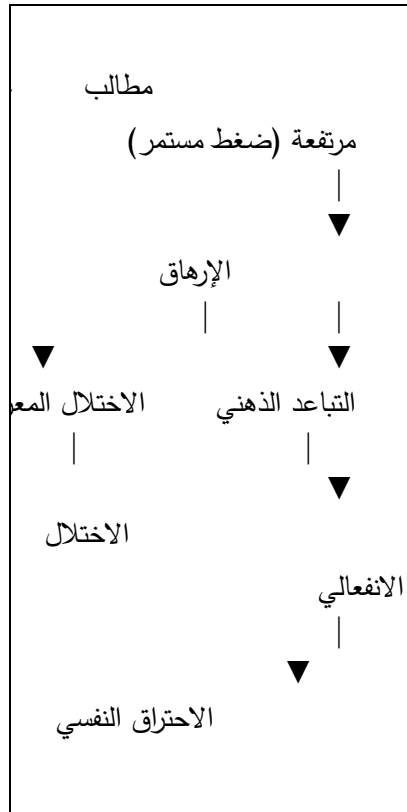 مطالب
مرتفعة (ضغط مستمر)
الإرهاق
التباعد الذهني الاختلال
الاختلال
الانفعالي
الاحتراق النفسي